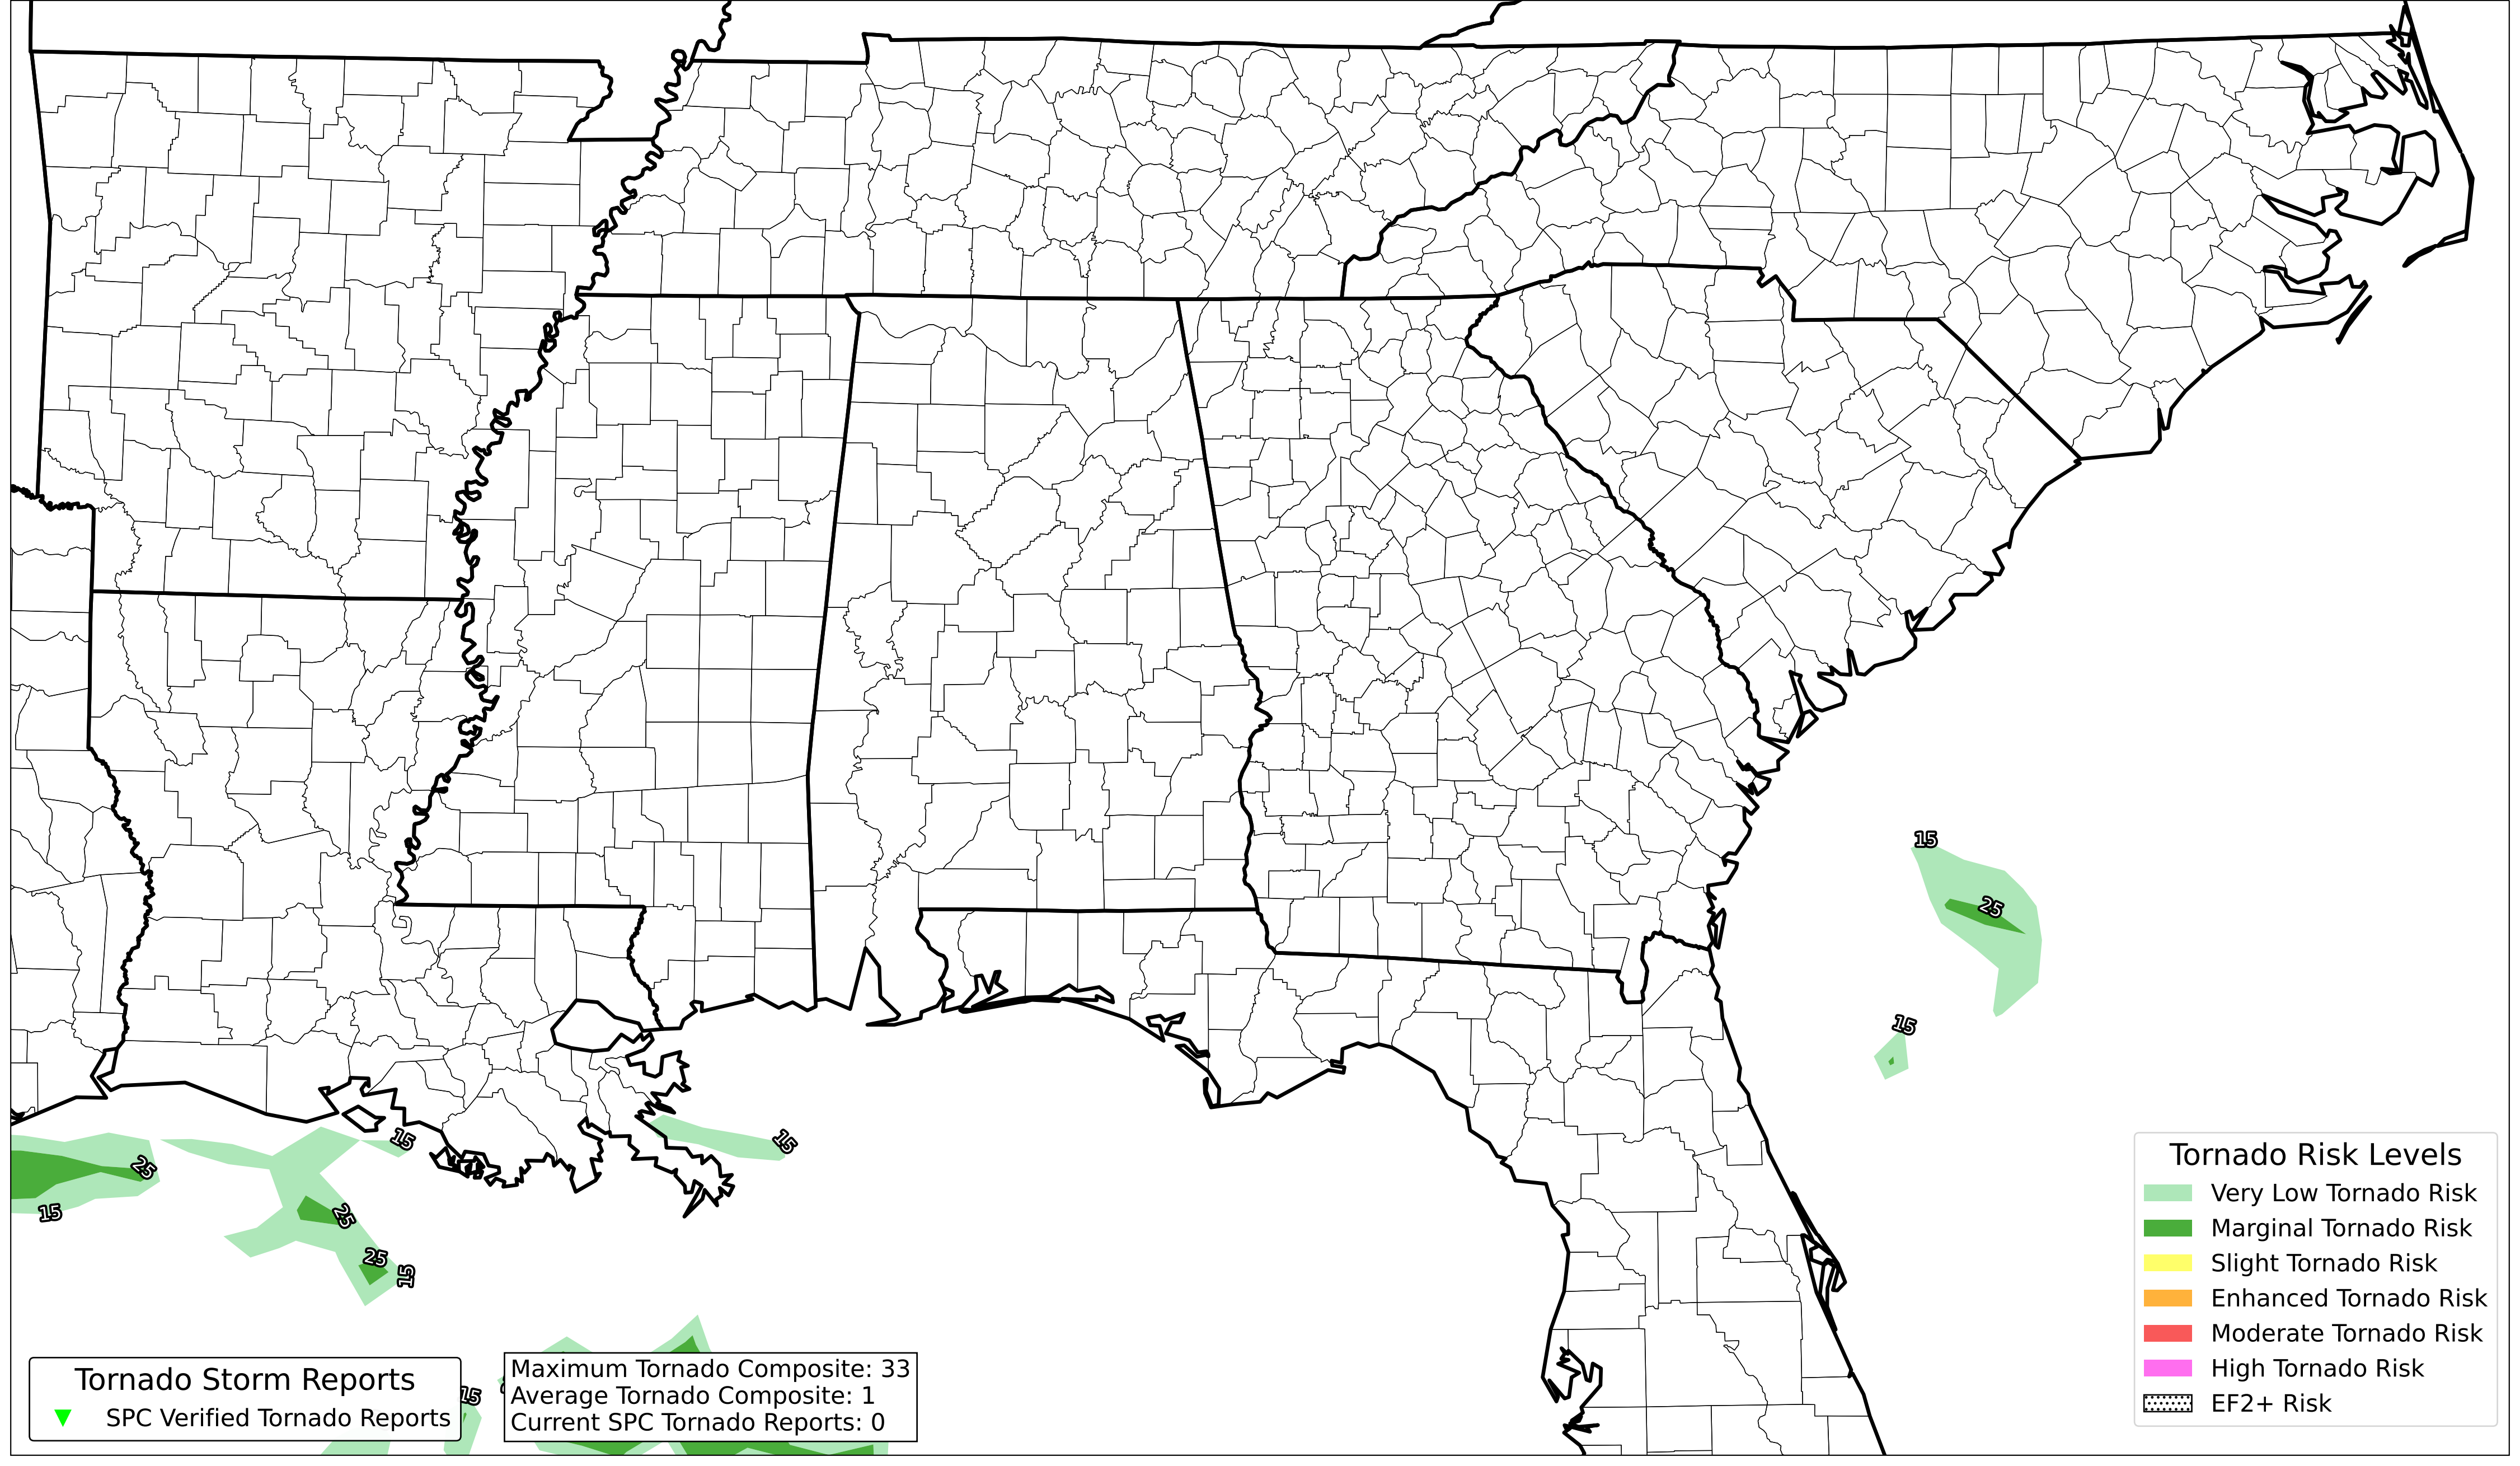 15
25
15
15
25
15
15
25
25
15
15
Tornado Risk Levels
Very Low Tornado Risk
Marginal Tornado Risk
Slight Tornado Risk
Enhanced Tornado Risk
Moderate Tornado Risk
High Tornado Risk
EF2+ Risk
Tornado Storm Reports
SPC Verified Tornado Reports
15
Maximum Tornado Composite: 33
Average Tornado Composite: 1
Current SPC Tornado Reports: 0